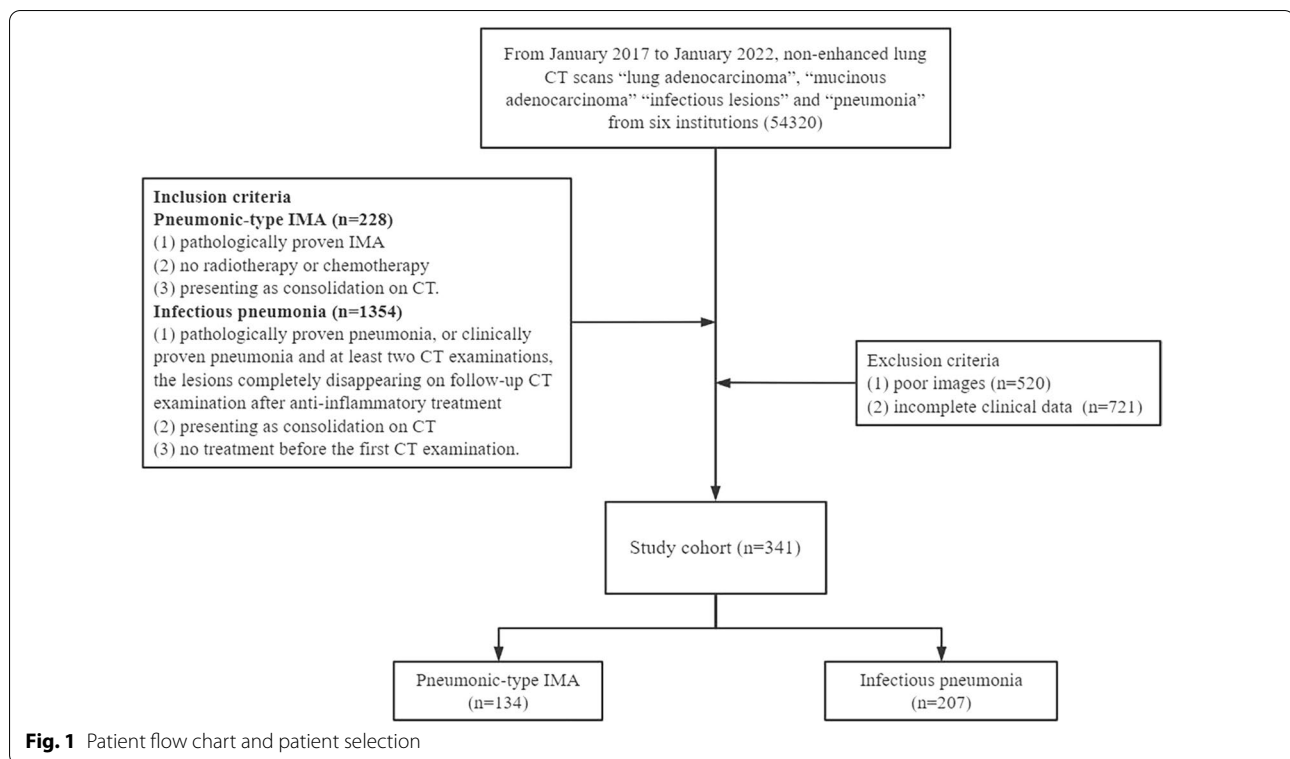 From January 2017 to January 2022, non-enhanced lung
CT scans “lung adenocarcinoma”, “mucinous
adenocarcinoma” “infectious lesions” and “pneumonia”
from six institutions (54320)
Inclusion criteria
Pneumonic-type IMA (n=228)
(1) pathologically proven IMA
(2) no radiotherapy or chemotherapy
(3) presenting as consolidation on CT.
Infectious pneumonia (n=1354)
(1) pathologically proven pneumonia, or clinically
proven pneumonia and at least two CT examinations,
the lesions completely disappearing on follow-up CT
examination after anti-inflammatory treatment
(2) presenting as consolidation on CT
(3) no treatment before the first CT examination.
Exclusion criteria
(1) poor images (n=520)
(2) incomplete clinical data (n=721)
Study cohort (n=341)
Pneumonic-type IMA
(n=134)
Infectious pneumonia
(n=207)
Fig. 1 Patient flow chart and patient selection